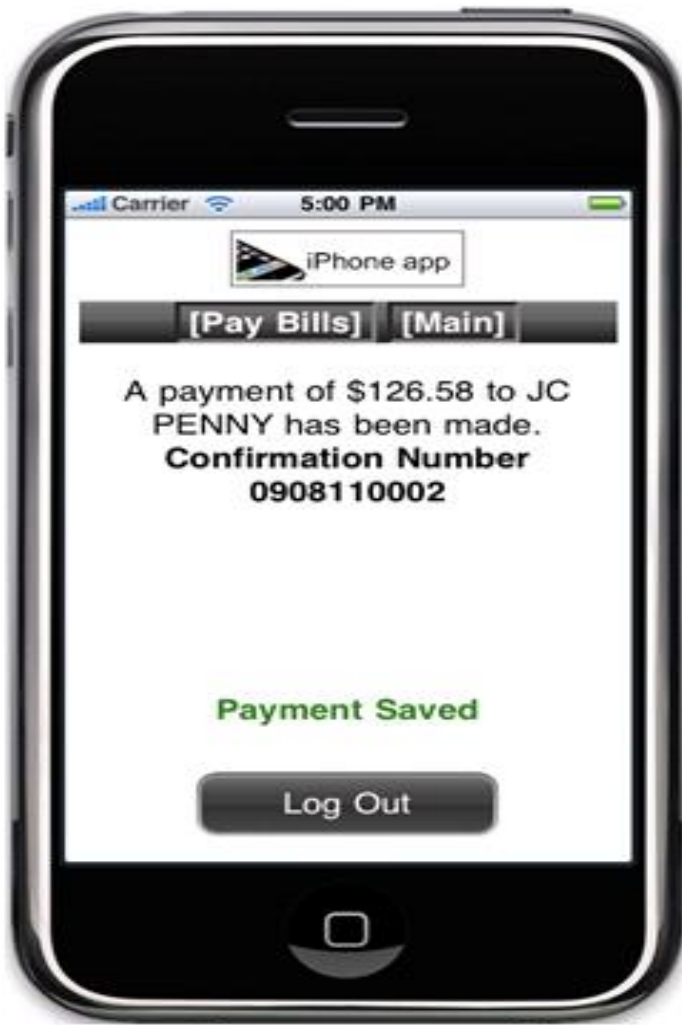 Carrier 5:00 PM
iPhone app
[Pay Bills] [Main]
A payment of $126.58 to JC
PENNY has been made.
Confirmation Number
0908110002
Payment Saved
Log Out